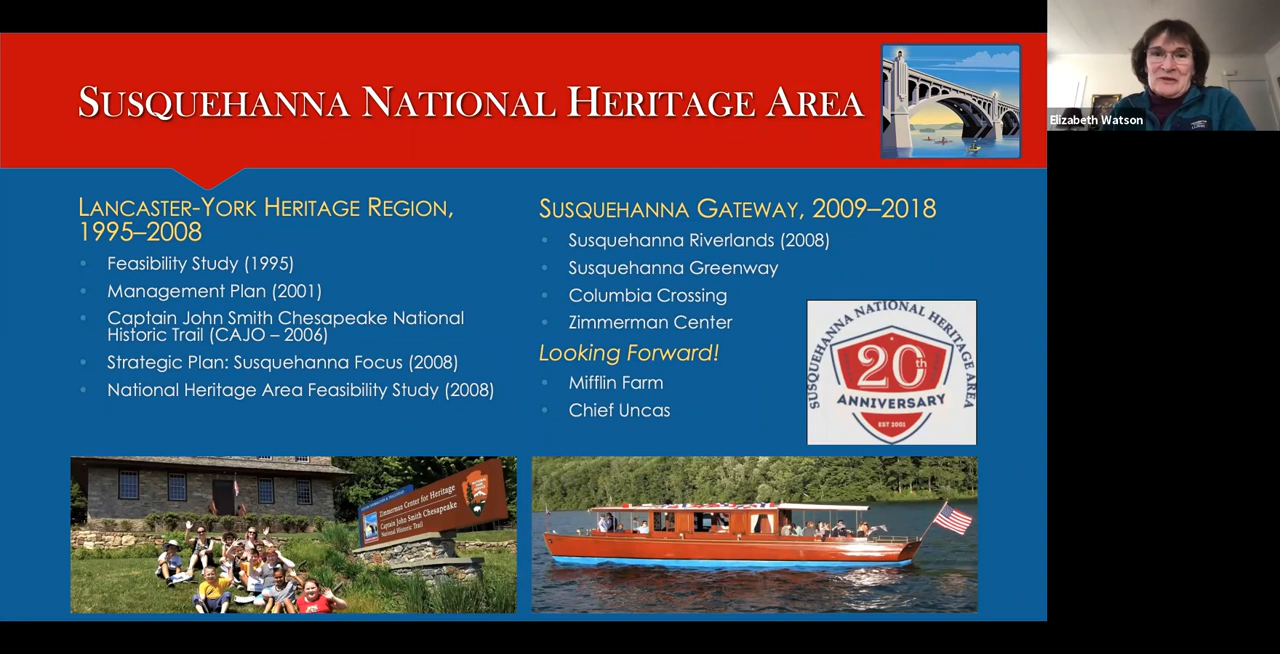 SUSQUEHANNA NATIONAL HERITAGE AREA
Elizabeth Watson
LANCASTER-YORK HERITAGE REGION,
1995–2008
Feasibility Study (1995)
Management Plan (2001)
Captain John Smith Chesapeake National
Historic Trail (CAJO – 2006)
Strategic Plan: Susquehanna Focus (2008)
National Heritage Area Feasibility Study (2008)
SUSQUEHANNA GATEWAY, 2009–2018
Susquehanna Riverlands (2008)
Susquehanna Greenway
Columbia Crossing
Zimmerman Center
Looking Forward!
Mifflin Farm
Chief Uncas
SUSQUEHANNA NATIONAL HERITAGE AREA
20th
ANNIVERSARY
EST 2001
Zimmerman Center for Heritage
Captain John Smith Chesapeake
National Historic Trail